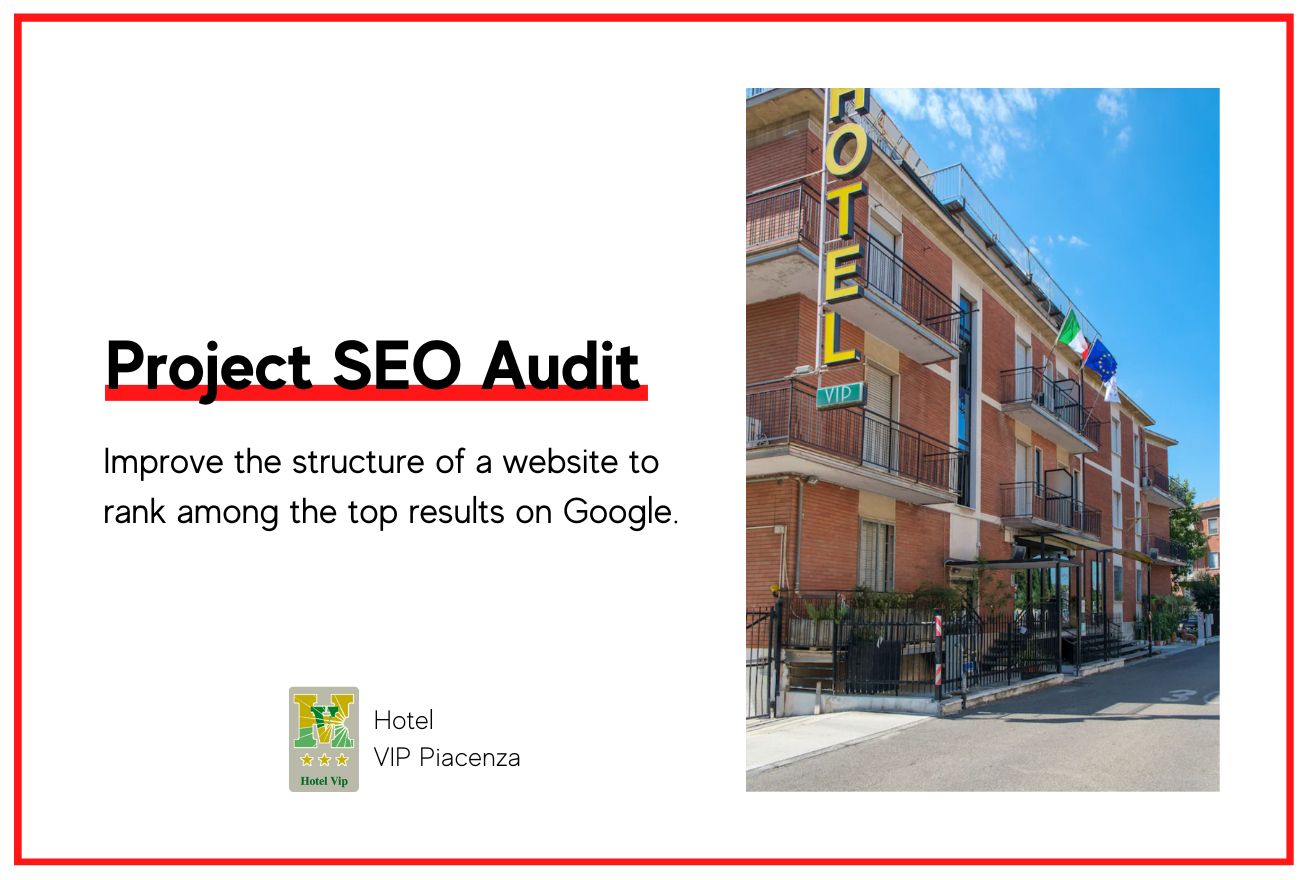 Project SEO Audit
Improve the structure of a website to
rank among the top results on Google.
Hotel Vip
Hotel
VIP Piacenza
HOTEL
VIP